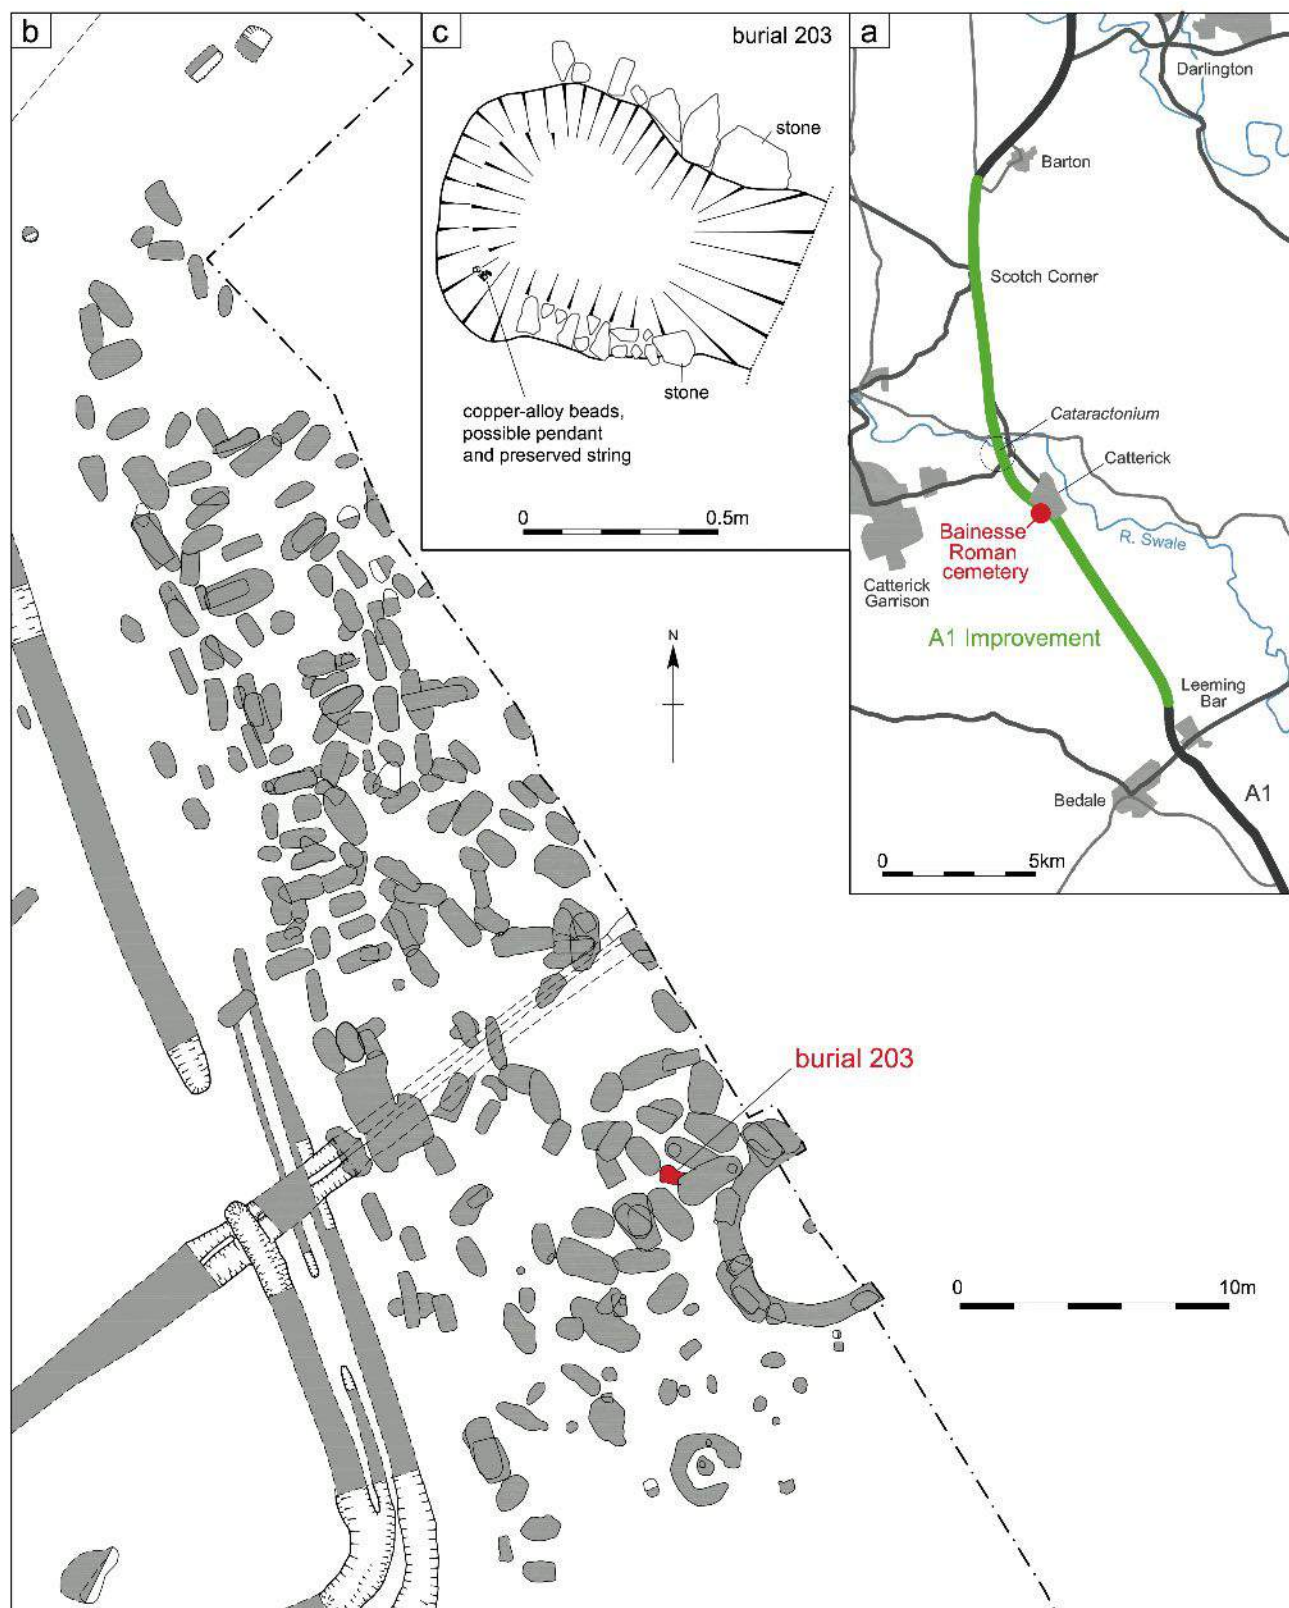 b
c
burial 203
stone
stone
copper-alloy beads,
possible pendant
and preserved string
0
0.5m
a
Darlington
Barton
Scotch Corner
Cataractonium
Catterick
Bainesse
Roman
cemetery
R. Swale
Catterick
Garrison
A1 Improvement
Leeming
Bar
Bedale
A1
0
5km
N
burial 203
0
10m